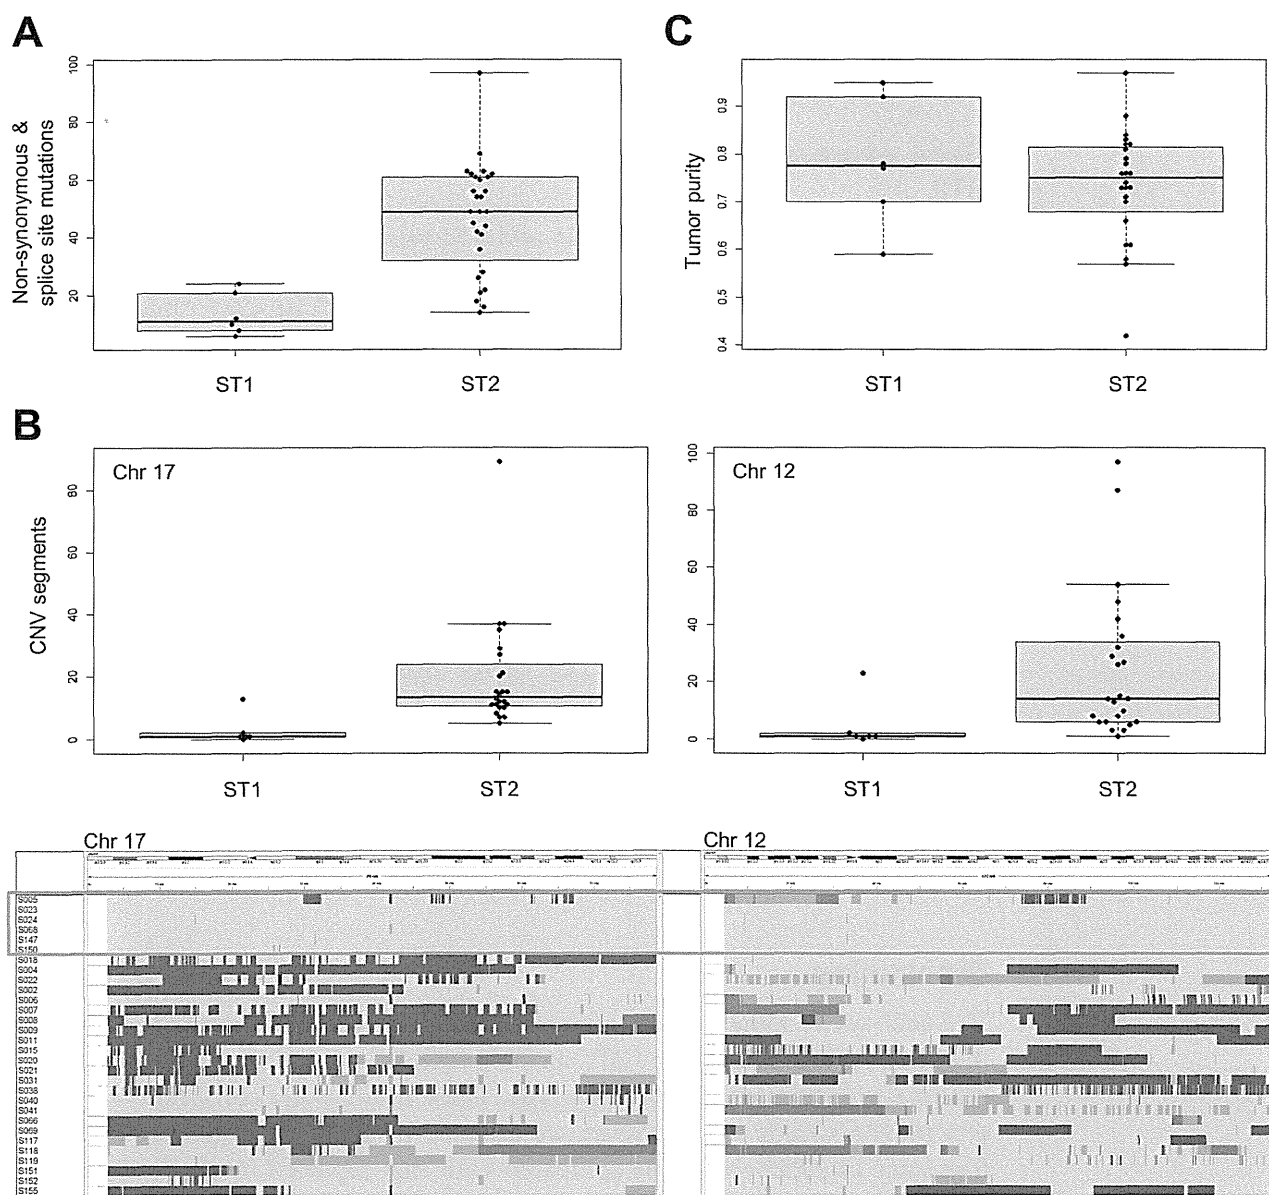 A
C
Non-synonymous &
splice site mutations
20
40
60
80
100
ST1
ST2
Tumor purity
0.4
0.5
0.6
0.7
0.8
0.9
ST1
ST2
B
Chr 17
CNV segments
0
20
40
60
80
ST1
ST2
Chr 12
0
20
40
60
80
100
ST1
ST2
Chr 17
Chr 12
S005
S023
S024
S068
S147
S150
S018
S004
S022
S002
S006
S007
S008
S009
S011
S015
S020
S021
S031
S038
S040
S041
S066
S069
S117
S118
S119
S151
S152
S155